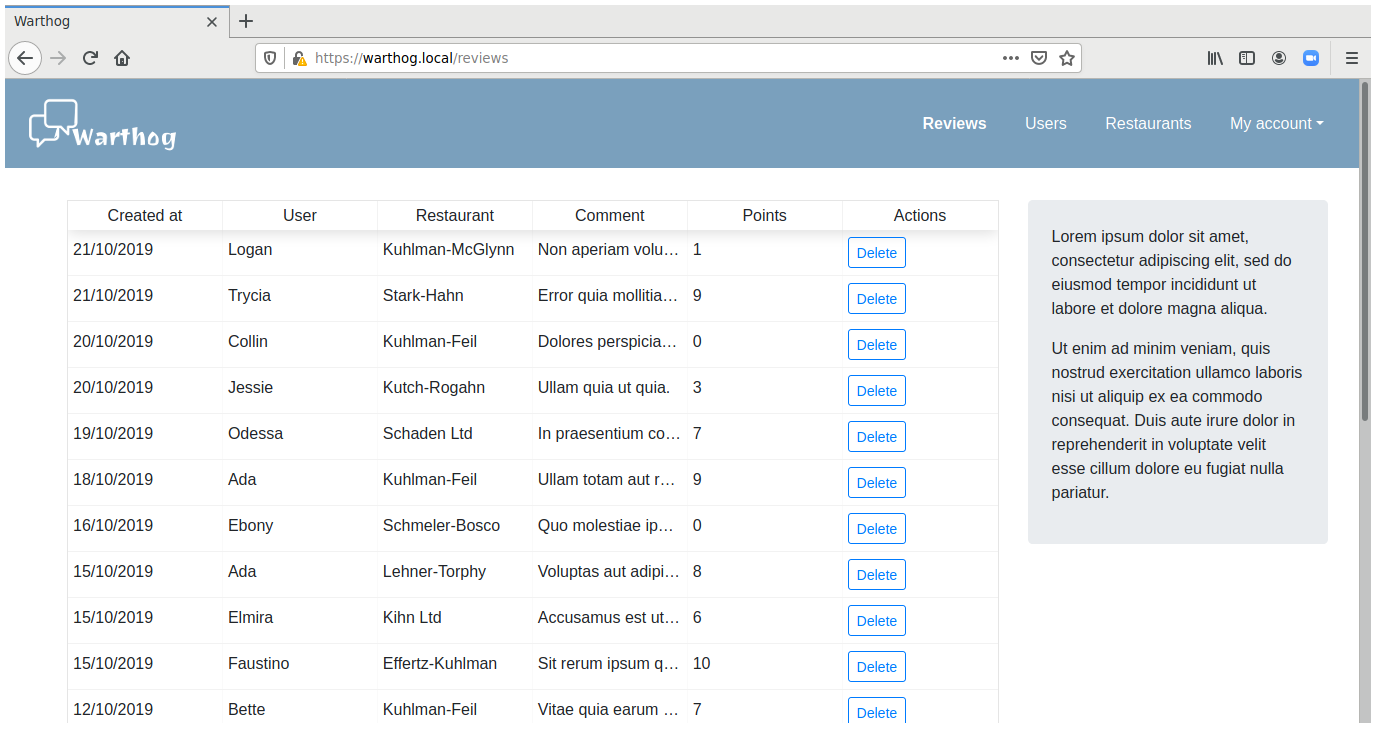 Warthog
https://warthog.local/reviews
Warthog
Reviews Users Restaurants My account
Created at User Restaurant Comment Points Actions
21/10/2019 Logan Kuhlman-McGlynn Non aperiam volu… 1 Delete
21/10/2019 Trycia Stark-Hahn Error quia mollitia… 9 Delete
20/10/2019 Collin Kuhlman-Feil Dolores perspicia… 0 Delete
20/10/2019 Jessie Kutch-Rogahn Ullam quia ut quia. 3 Delete
19/10/2019 Odessa Schaden Ltd In praesentium co… 7 Delete
18/10/2019 Ada Kuhlman-Feil Ullam totam aut r… 9 Delete
16/10/2019 Ebony Schmeler-Bosco Quo molestiae ip… 0 Delete
15/10/2019 Ada Lehner-Torphy Voluptas aut adipi… 8 Delete
15/10/2019 Elmira Kihn Ltd Accusamus est ut… 6 Delete
15/10/2019 Faustino Effertz-Kuhlman Sit rerum ipsum q… 10 Delete
12/10/2019 Bette Kuhlman-Feil Vitae quia earum … 7 Delete
Lorem ipsum dolor sit amet,
consectetur adipiscing elit, sed do
eiusmod tempor incididunt ut
labore et dolore magna aliqua.
Ut enim ad minim veniam, quis
nostrud exercitation ullamco laboris
nisi ut aliquip ex ea commodo
consequat. Duis aute irure dolor in
reprehenderit in voluptate velit
esse cillum dolore eu fugiat nulla
pariatur.